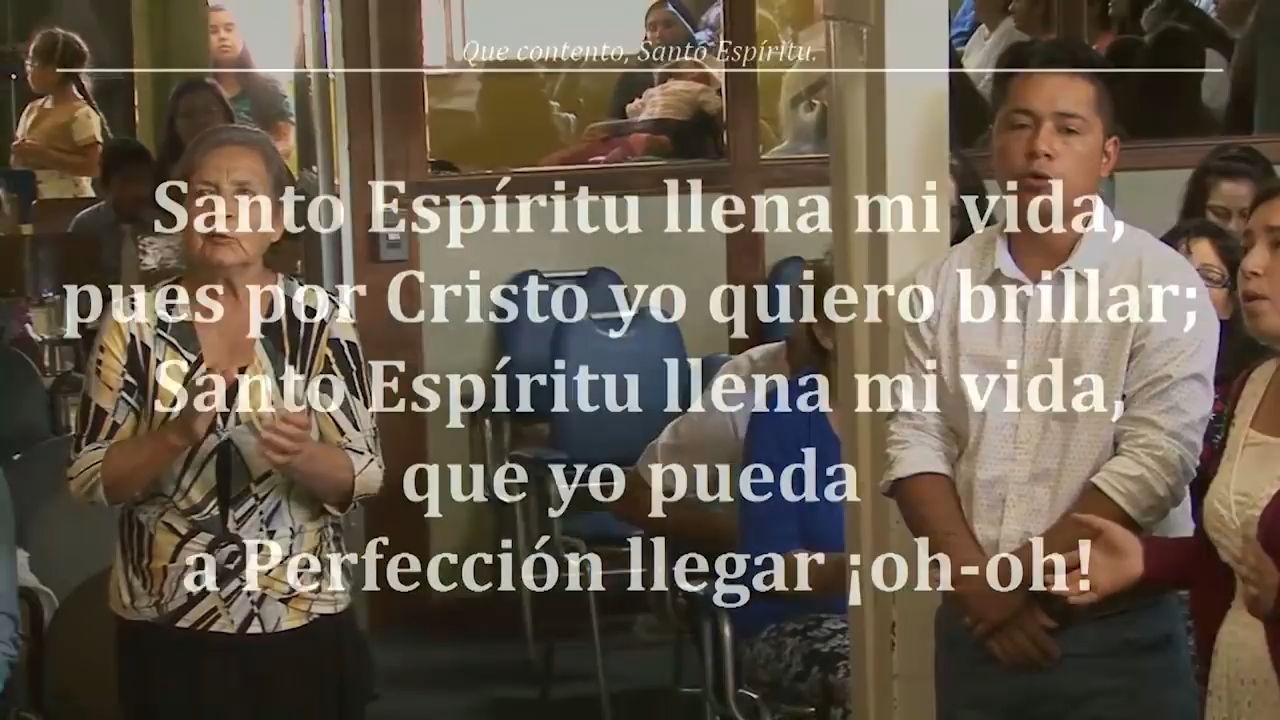 Que contento, Santo Espíritu.
Santo Espíritu llena mi vida,
pues por Cristo yo quiero brillar;
Santo Espíritu llena mi vida,
que yo pueda
a Perfección llegar ¡oh-oh!